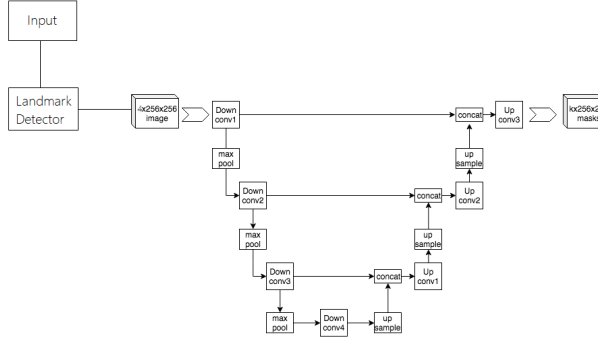 Input
Landmark
Detector
4x256x256
image
Down
conv1
concat
Up
conv3
masks
max
pool
up
sample
Down
conv2
concat
Up
conv2
max
pool
up
sample
Down
conv3
concat
Up
conv1
max
pool
Down
conv4
up
sample